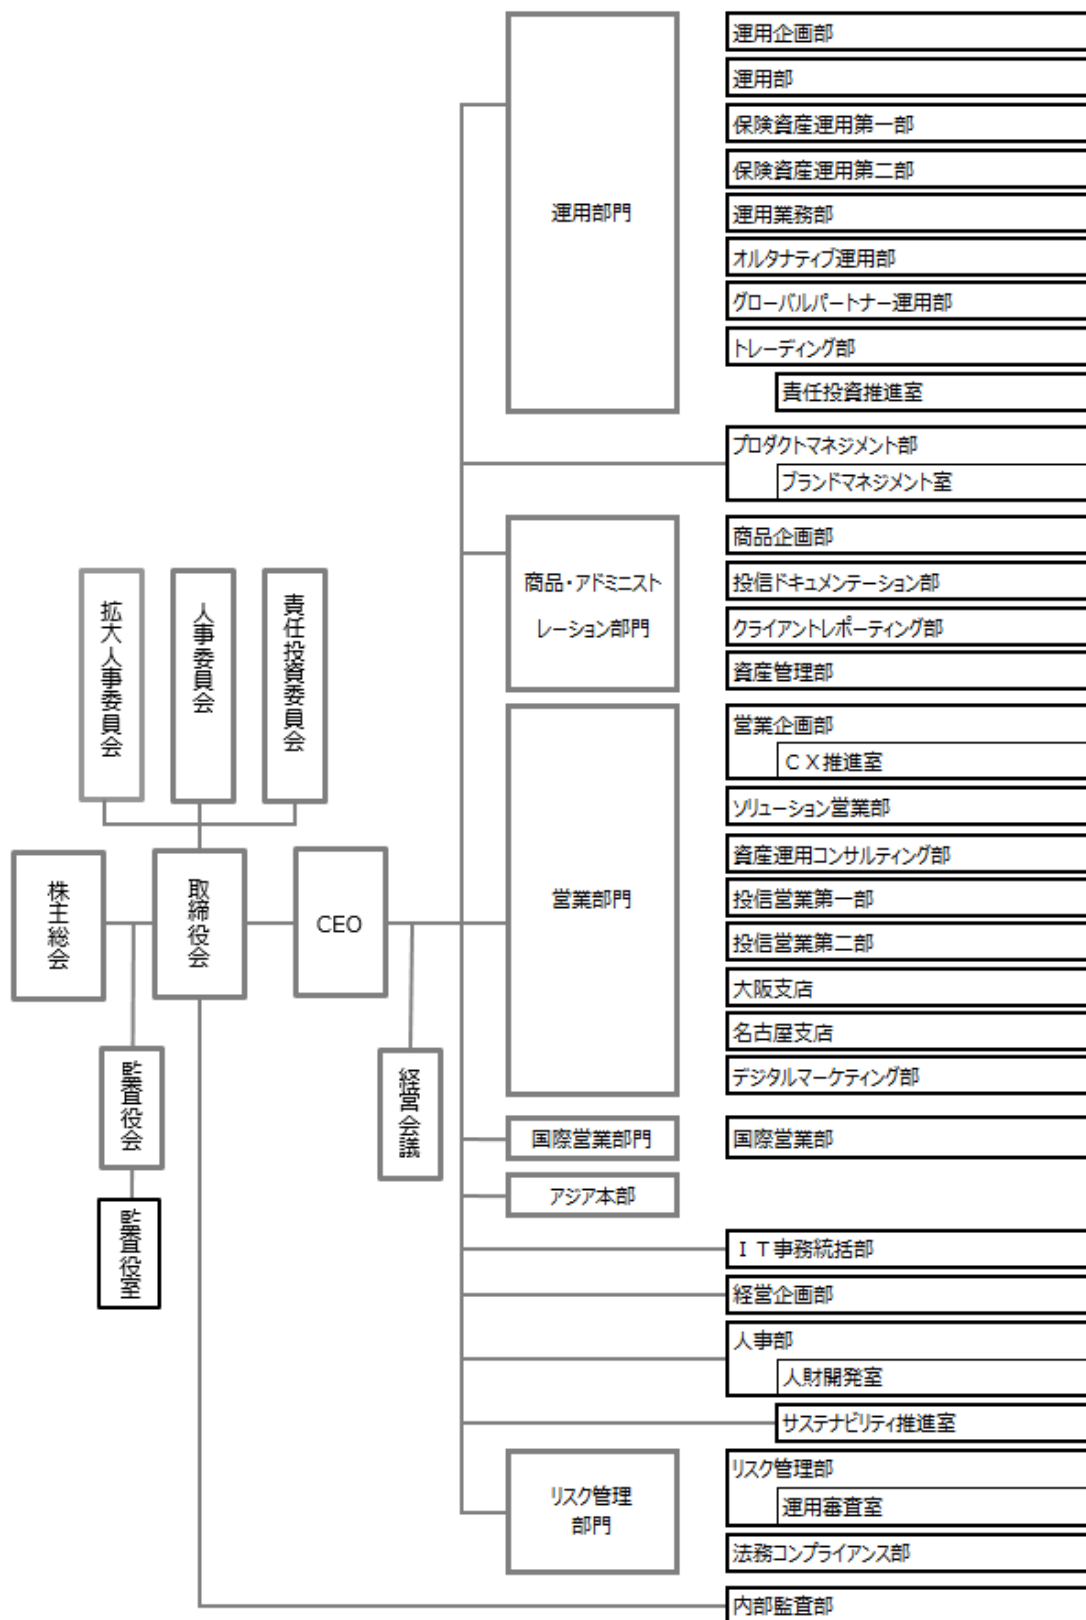 運用部門
運用企画部
運用部
保険資産運用第一部
保険資産運用第二部
運用業務部
オルタナティブ運用部
グローバルパートナー運用部
トレーディング部
責任投資推進室
プロダクトマネジメント部
ブランドマネジメント室
商品・アドミニスト
レーション部門
商品企画部
投信ドキュメンテーション部
クライアントレポーティング部
資産管理部
拡大人事委員会
人事委員会
責任投資委員会
株主総会
取締役会
CEO
監査役会
監査役室
経営会議
営業部門
営業企画部
ＣＸ推進室
ソリューション営業部
資産運用コンサルティング部
投信営業第一部
投信営業第二部
大阪支店
名古屋支店
デジタルマーケティング部
国際営業部門
国際営業部
アジア本部
ＩＴ事務統括部
経営企画部
人事部
人財開発室
サステナビリティ推進室
リスク管理
部門
リスク管理部
運用審査室
法務コンプライアンス部
内部監査部